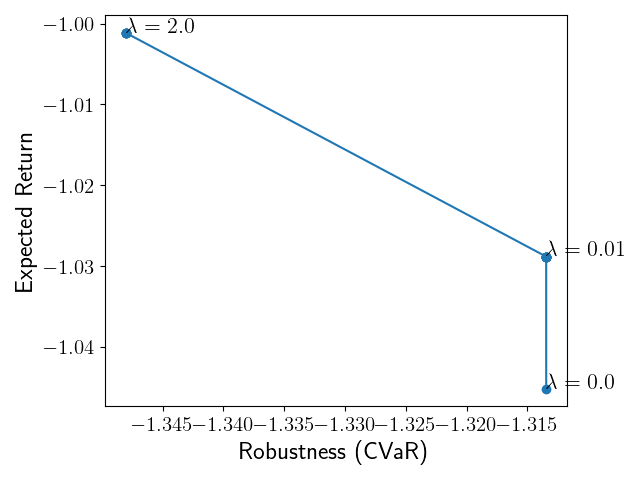 −1.00
λ = 2.0
−1.01
−1.02
−1.03
−1.04
λ = 0.01
λ = 0.0
−1.345−1.340−1.335−1.330−1.325−1.320−1.315
Robustness (CVaR)
Expected Return